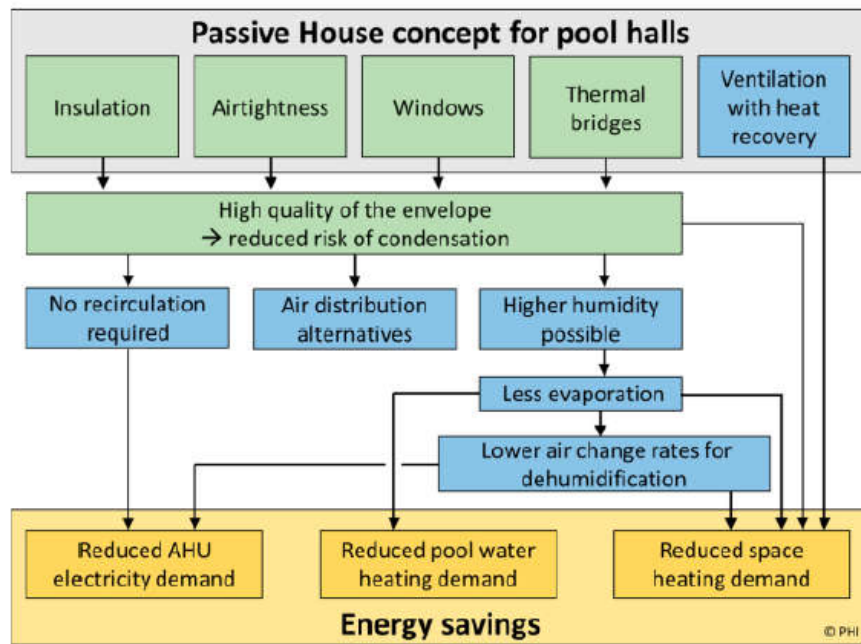 Passive House concept for pool halls
Insulation
Airtightness
Windows
Thermal
bridges
Ventilation
with heat
recovery
High quality of the envelope
→ reduced risk of condensation
No recirculation
required
Air distribution
alternatives
Higher humidity
possible
Less evaporation
Lower air change rates for
dehumidification
Reduced AHU
electricity demand
Reduced pool water
heating demand
Reduced space
heating demand
Energy savings
© PHI